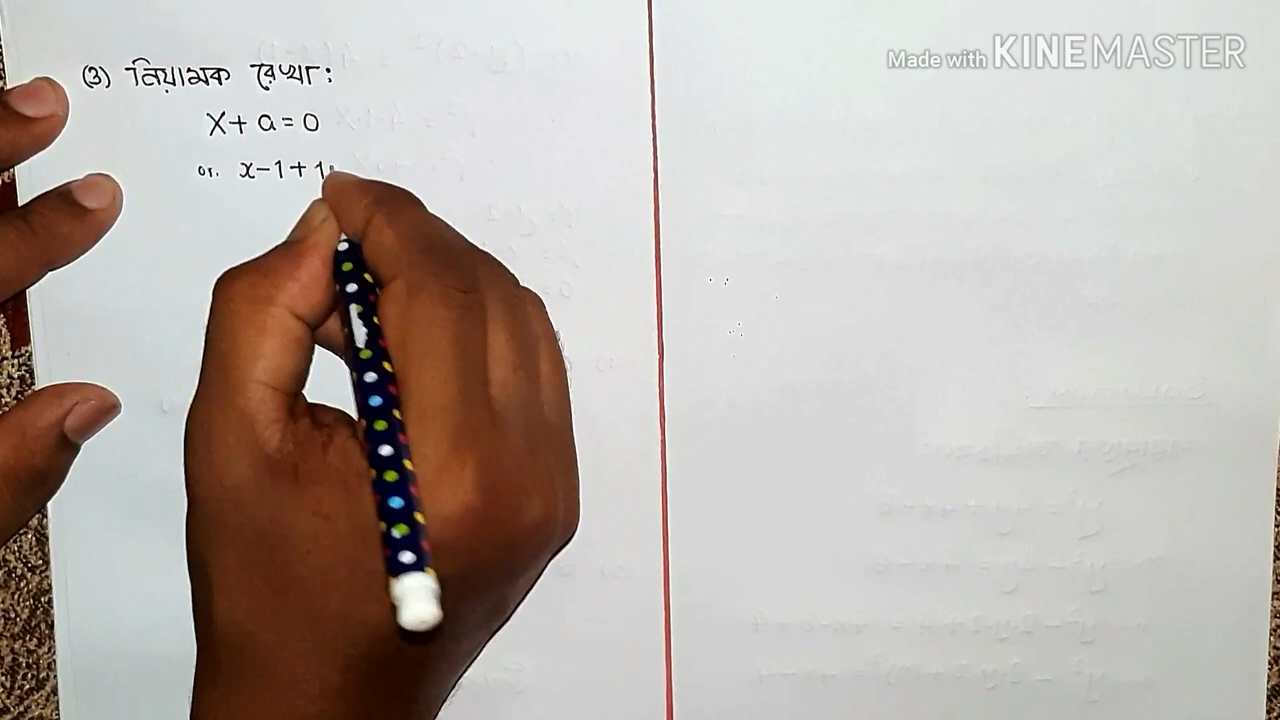 (৩) নিয়ামক রেখা:
X + a = 0
or. x - 1 + 1
Made with KINEMASTER